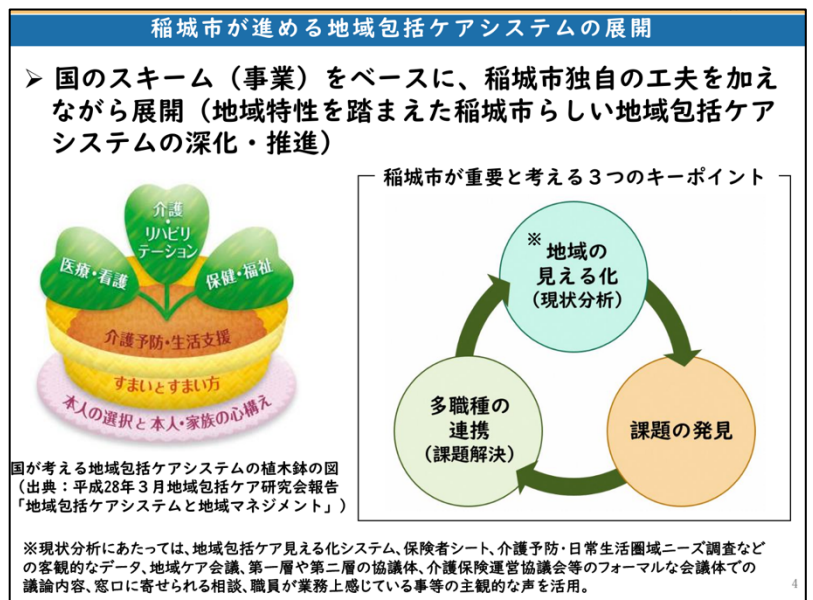 稲城市が進める地域包括ケアシステムの展開
➢ 国のスキーム（事業）をベースに、稲城市独自の工夫を加え
ながら展開（地域特性を踏まえた稲城市らしい地域包括ケア
システムの深化・推進）
介護
・
リハビリ
テーション
医療・看護
保健・福祉
介護予防・生活支援
すまいとすまい方
本人の選択と本人・家族の心構え
国が考える地域包括ケアシステムの植木鉢の図
（出典：平成28年３月地域包括ケア研究会報告
「地域包括ケアシステムと地域マネジメント」）
稲城市が重要と考える３つのキーポイント
※
地域の
見える化
（現状分析）
多職種の
連携
（課題解決）
課題の発見
※現状分析にあたっては、地域包括ケア見える化システム、保険者シート、介護予防・日常生活圏域ニーズ調査など
の客観的なデータ、地域ケア会議、第一層や第二層の協議体、介護保険運営協議会等のフォーマルな会議体での
議論内容、窓口に寄せられる相談、職員が業務上感じている事等の主観的な声を活用。
4